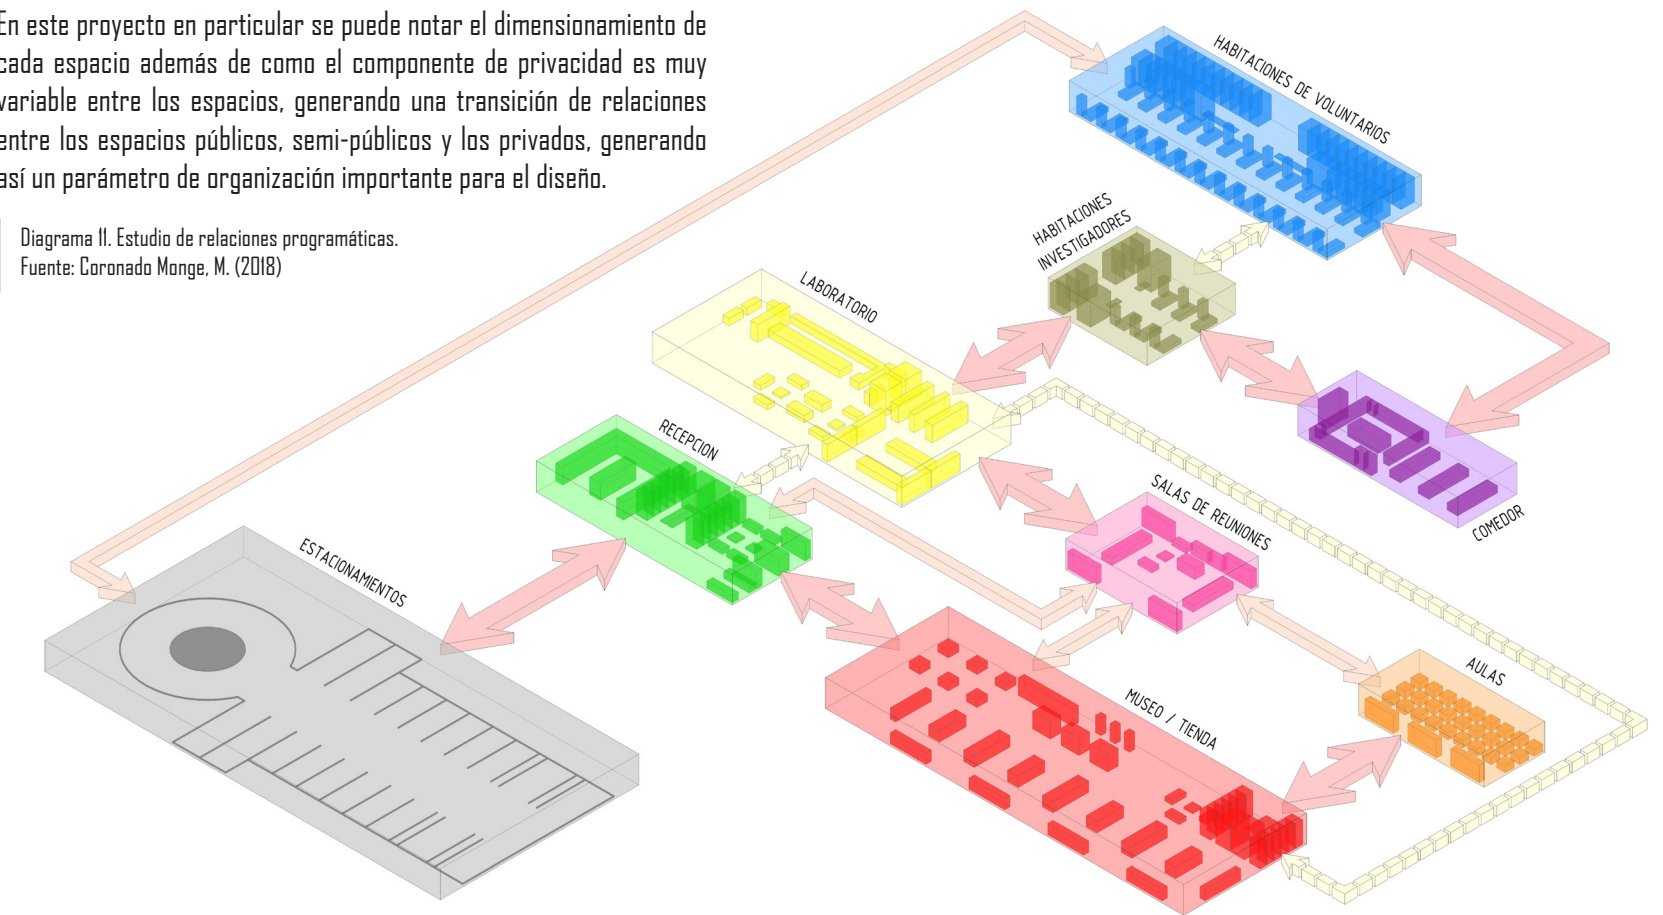 En este proyecto en particular se puede notar el dimensionamiento de
cada espacio además de como el componente de privacidad es muy
variable entre los espacios, generando una transición de relaciones
entre los espacios públicos, semi-públicos y los privados, generando
así un parámetro de organización importante para el diseño.
Diagrama 11. Estudio de relaciones programáticas.
Fuente: Coronado Monge, M. (2018)
HABITACIONES DE VOLUNTARIOS
HABITACIONES
INVESTIGADORES
LABORATORIO
RECEPCION
SALAS DE REUNIONES
COMEDOR
ESTACIONAMIENTOS
AULAS
MUSEO / TIENDA